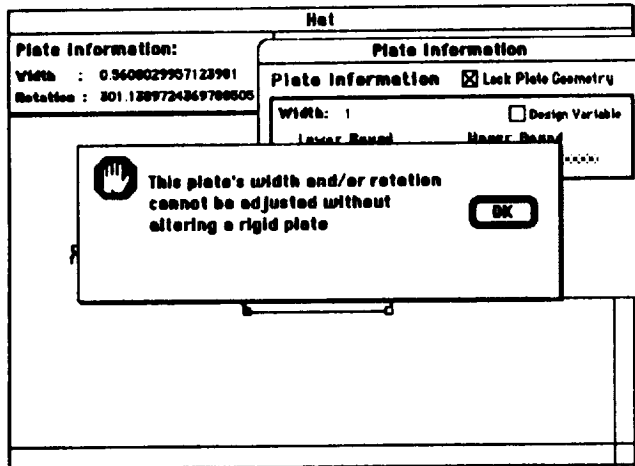 Hat
Plate Information:
Width : 0.5608029957123981
Rotation : 301.1389724369788505
Plate Information
Plate Information Lock Plate Geometry
Width: 1 Design Variable
Lower Bound Upper Bound
This plate's width and/or rotation
cannot be adjusted without
altering a rigid plate
OK